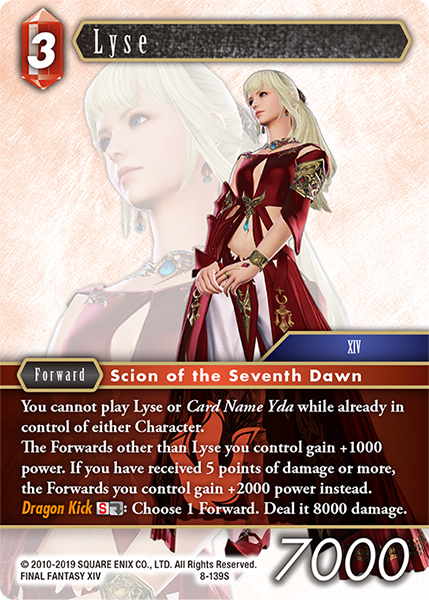 3
Lyse
XIV
Forward
Scion of the Seventh Dawn
You cannot play Lyse or Card Name Yda while already in
control of either Character.
The Forwards other than Lyse you control gain +1000
power. If you have received 5 points of damage or more,
the Forwards you control gain +2000 power instead.
Dragon Kick S: Choose 1 Forward. Deal it 8000 damage.
© 2010-2019 SQUARE ENIX CO., LTD. All Rights Reserved.
FINAL FANTASY XIV 8-139S
7000